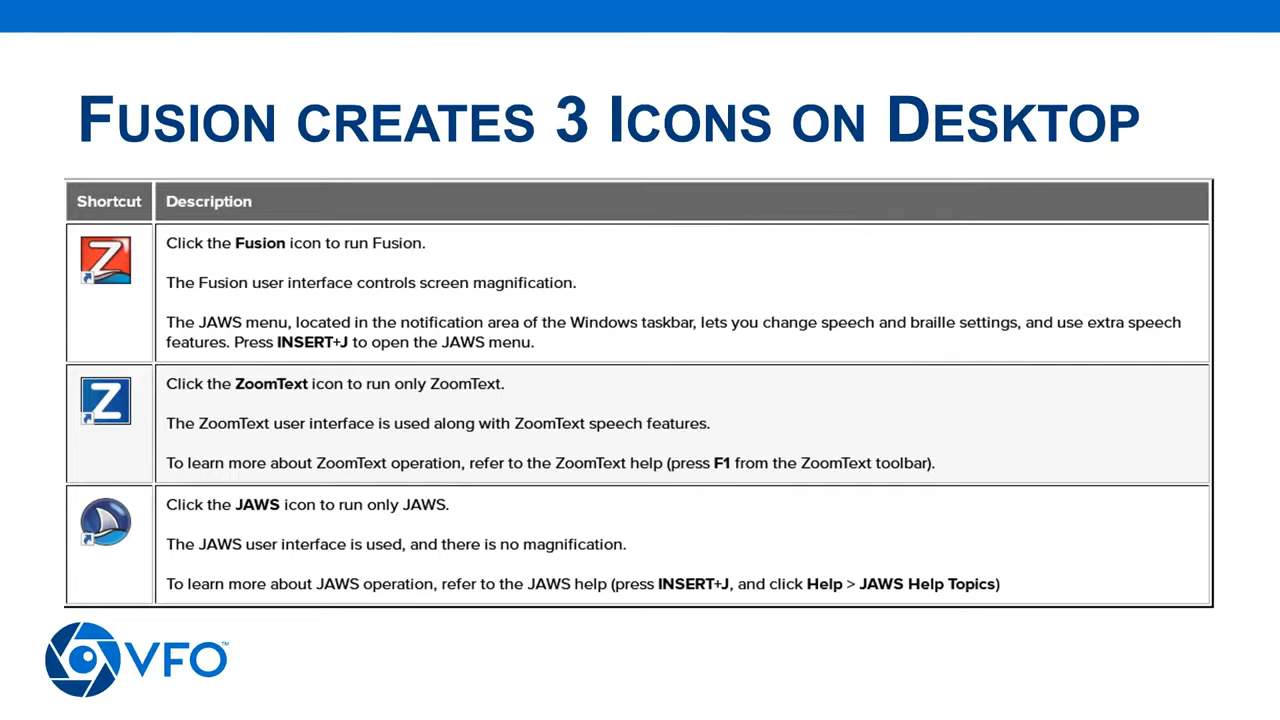 FUSION CREATES 3 ICONS ON DESKTOP
Shortcut Description
Z
Click the Fusion icon to run Fusion.
The Fusion user interface controls screen magnification.
The JAWS menu, located in the notification area of the Windows taskbar, lets you change speech and braille settings, and use extra speech
features. Press INSERT+J to open the JAWS menu.
Z
Click the ZoomText icon to run only ZoomText.
The ZoomText user interface is used along with ZoomText speech features.
To learn more about ZoomText operation, refer to the ZoomText help (press F1 from the ZoomText toolbar).
Click the JAWS icon to run only JAWS.
The JAWS user interface is used, and there is no magnification.
To learn more about JAWS operation, refer to the JAWS help (press INSERT+J, and click Help > JAWS Help Topics)
VFO™